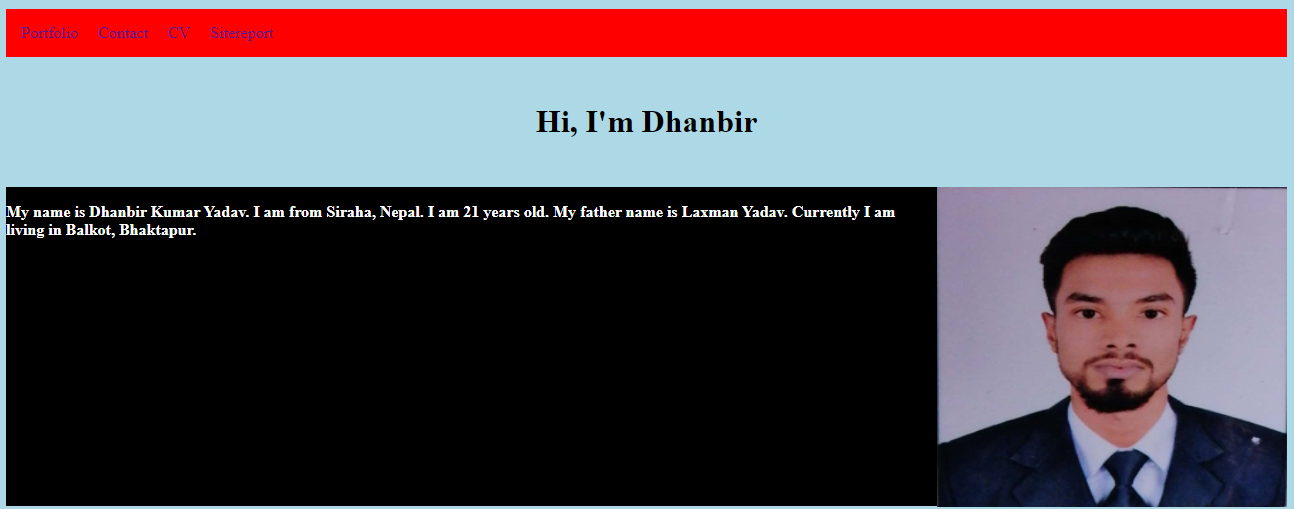 Portfolio Contact CV Sitereport
Hi, I'm Dhanbir
My name is Dhanbir Kumar Yadav. I am from Siraha, Nepal. I am 21 years old. My father name is Laxman Yadav. Currently I am
living in Balkot, Bhaktapur.